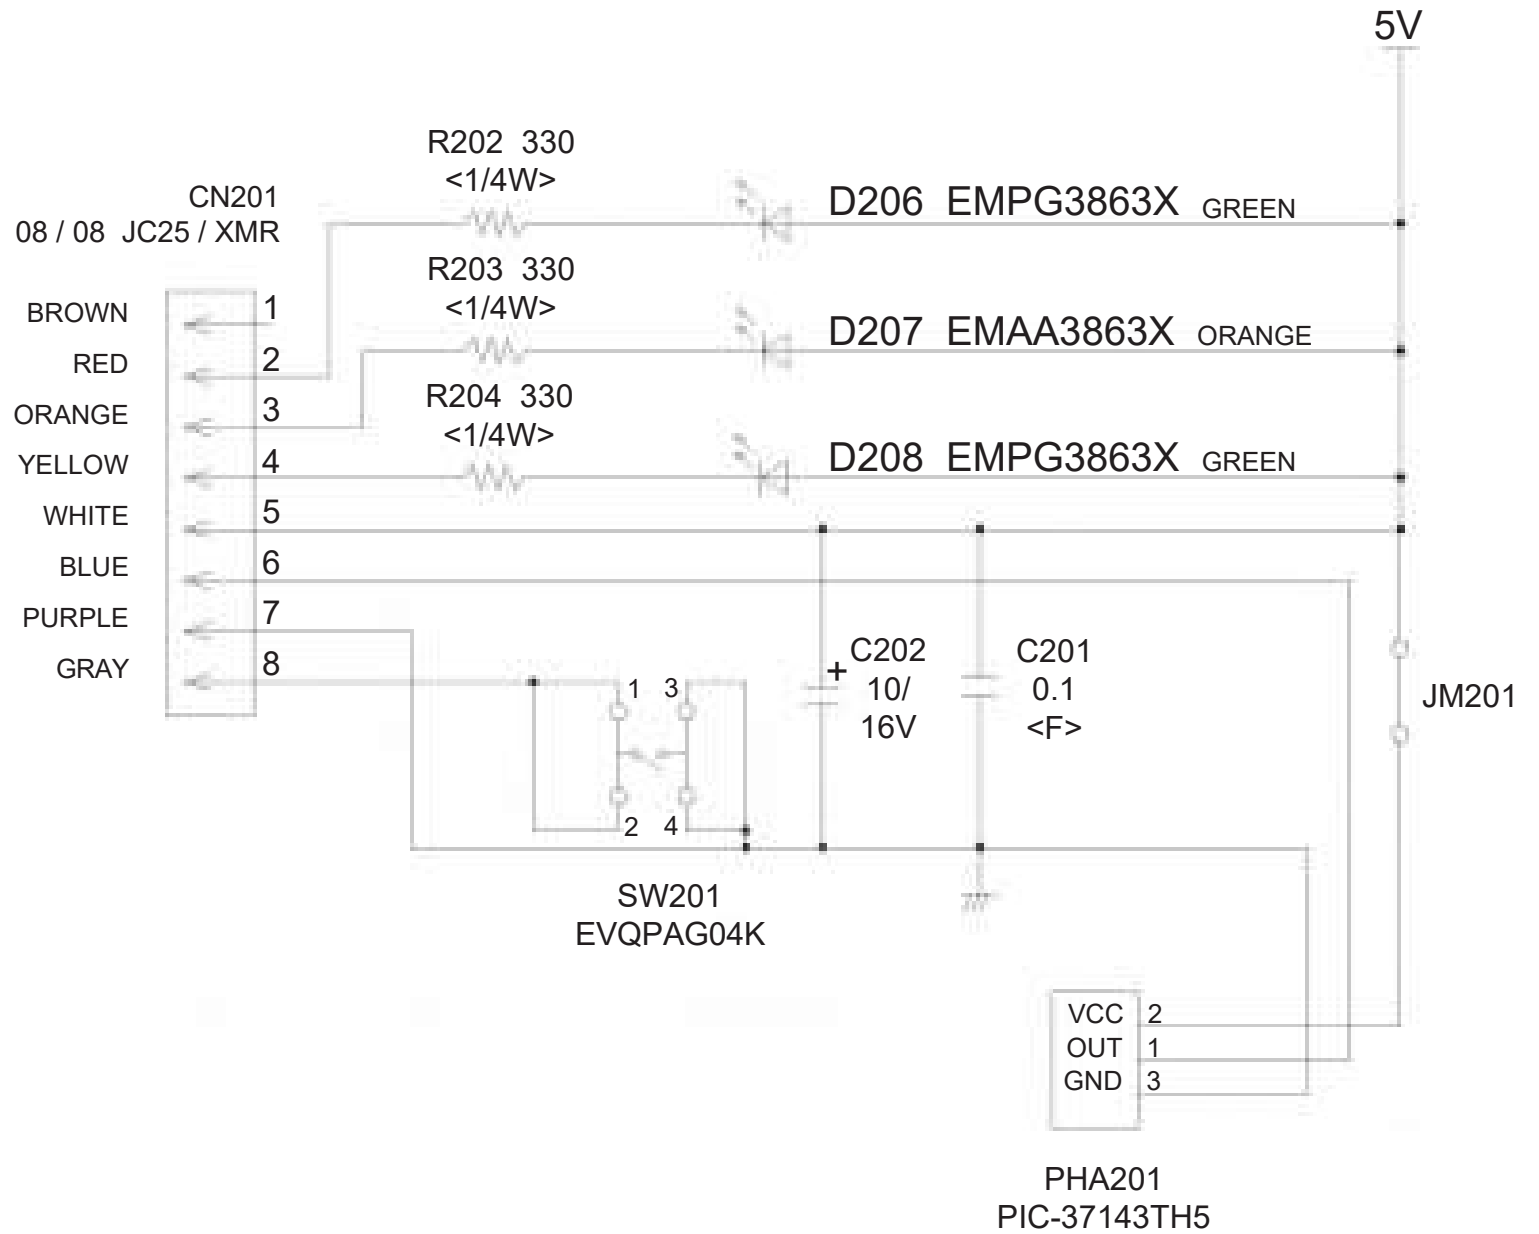 5V
R202 330
<1/4W>
CN201
08 / 08 JC25 / XMR
D206 EMPG3863X GREEN
R203 330
<1/4W>
D207 EMAA3863X ORANGE
R204 330
<1/4W>
D208 EMPG3863X GREEN
BROWN 1
RED 2
ORANGE 3
YELLOW 4
WHITE 5
BLUE 6
PURPLE 7
GRAY 8
1 3
2 4
SW201
EVQPAG04K
+ C202
10/
16V
C201
0.1
<F>
JM201
VCC 2
OUT 1
GND 3
PHA201
PIC-37143TH5